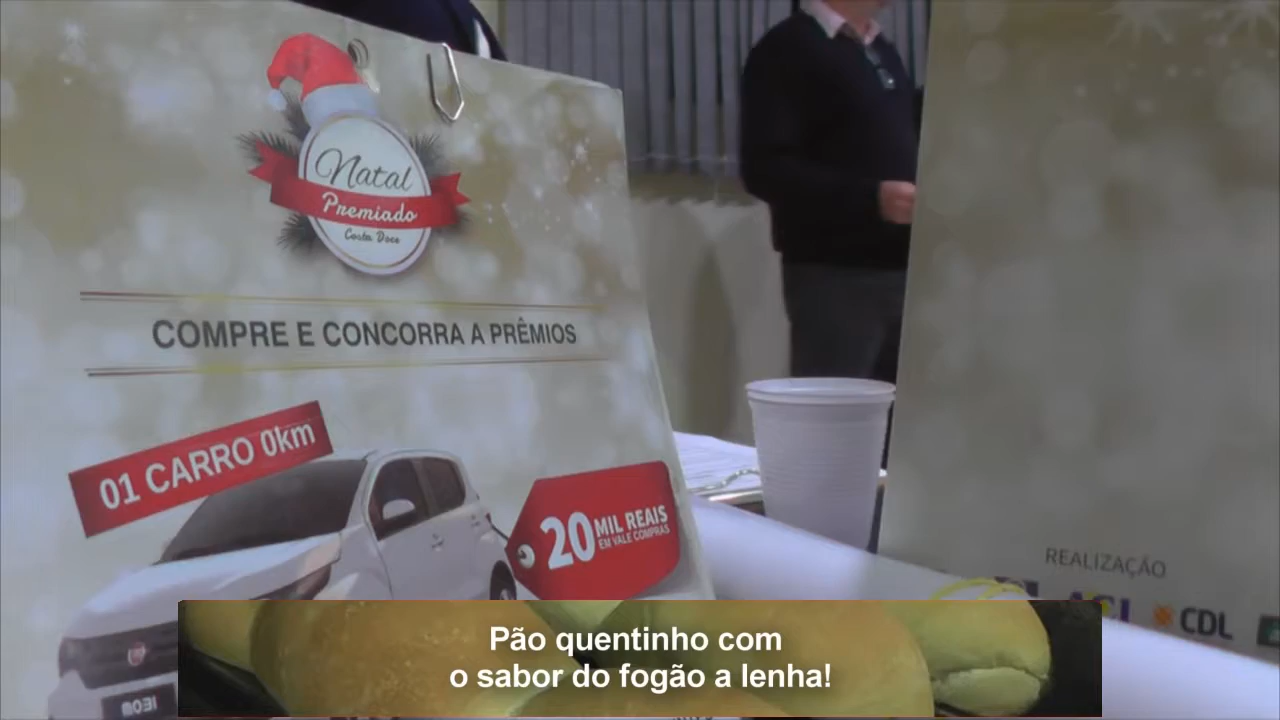 Natal
Premiado
Costa Doce
COMPRE E CONCORRA A PRÊMIOS
01 CARRO 0km
20 MIL REAIS
EM VALE COMPRAS
MOBI
REALIZAÇÃO
CDL
Pão quentinho com
o sabor do fogão a lenha!